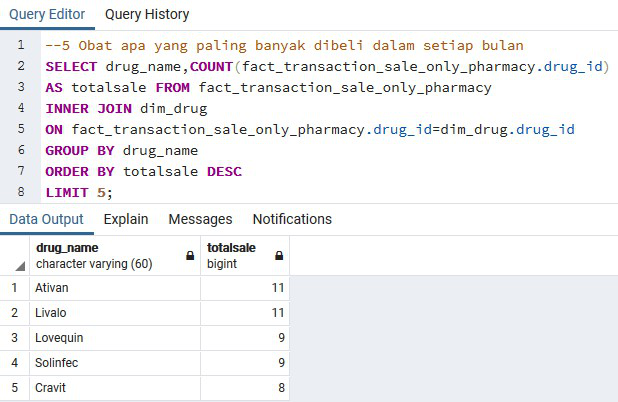 Query Editor Query History
1 --5 Obat apa yang paling banyak dibeli dalam setiap bulan
2 SELECT drug_name,COUNT(fact_transaction_sale_only_pharmacy.drug_id)
3 AS totalsale FROM fact_transaction_sale_only_pharmacy
4 INNER JOIN dim_drug
5 ON fact_transaction_sale_only_pharmacy.drug_id=dim_drug.drug_id
6 GROUP BY drug_name
7 ORDER BY totalsale DESC
8 LIMIT 5;
Data Output Explain Messages Notifications
drug_name totalsale
character varying (60) bigint
1 Ativan 11
2 Livalo 11
3 Lovequin 9
4 Solinfec 9
5 Cravit 8